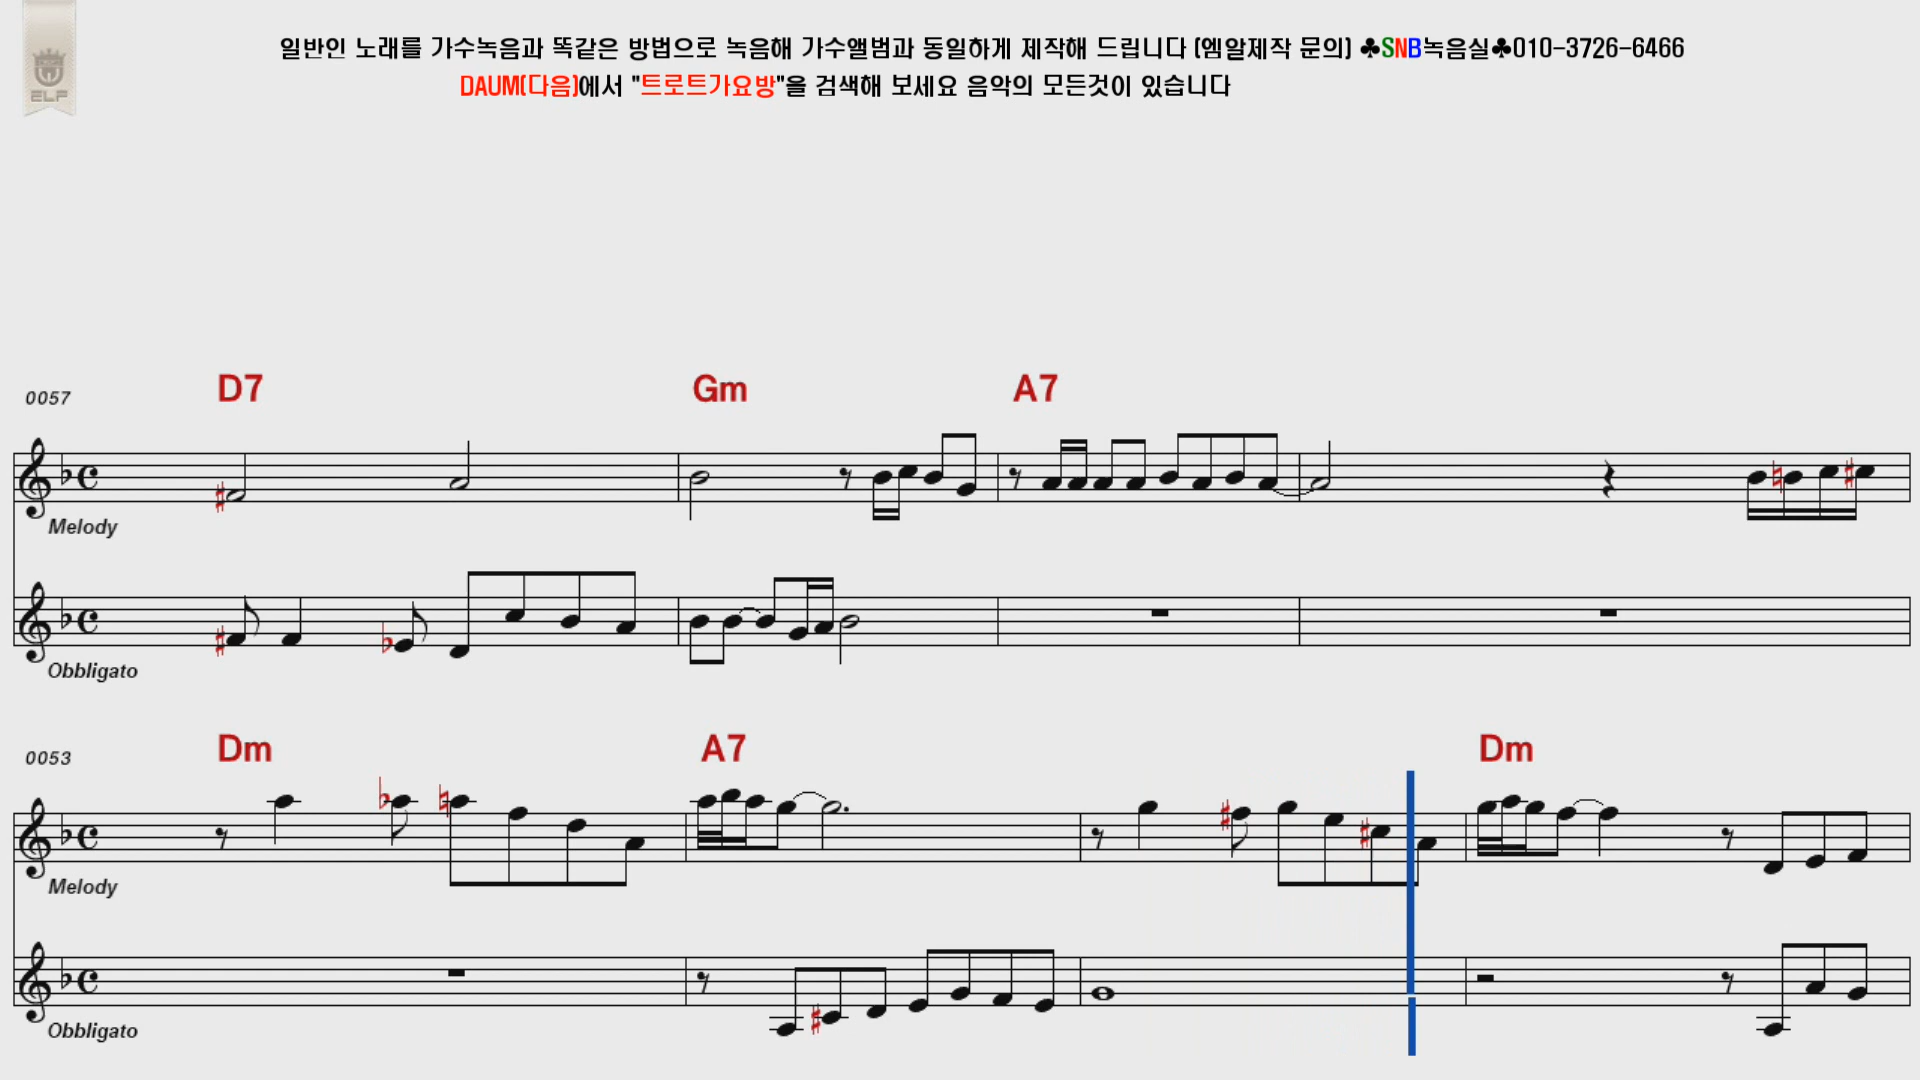 일반인 노래를 가수녹음과 똑같은 방법으로 녹음해 가수앨범과 동일하게 제작해 드립니다 (엠알제작 문의) ♣SNB녹음실♣010-3726-6466
DAUM(다음)에서 "트로트가요방"을 검색해 보세요 음악의 모든것이 있습니다
ELF
0057 D7 Gm A7
Melody
Obbligato
0053 Dm A7 Dm
Melody
Obbligato